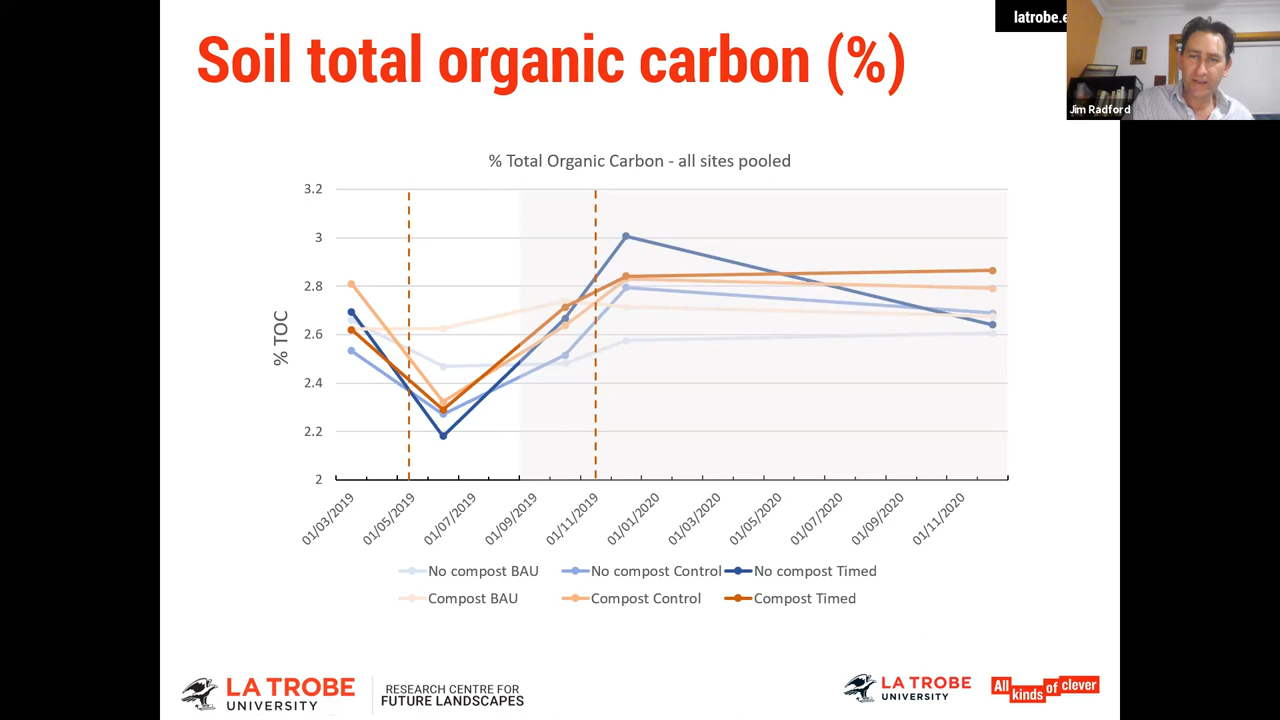 Soil total organic carbon (%)
latrobe.e
Jim Radford
% Total Organic Carbon - all sites pooled
3.2
3
2.8
2.6
2.4
2.2
2
% TOC
01/03/2019
01/05/2019
01/07/2019
01/09/2019
01/11/2019
01/01/2020
01/03/2020
01/05/2020
01/07/2020
01/09/2020
01/11/2020
No compost BAU
No compost Control
No compost Timed
Compost BAU
Compost Control
Compost Timed
LA TROBE
UNIVERSITY
RESEARCH CENTRE FOR
FUTURE LANDSCAPES
LA TROBE
UNIVERSITY
All kinds of clever